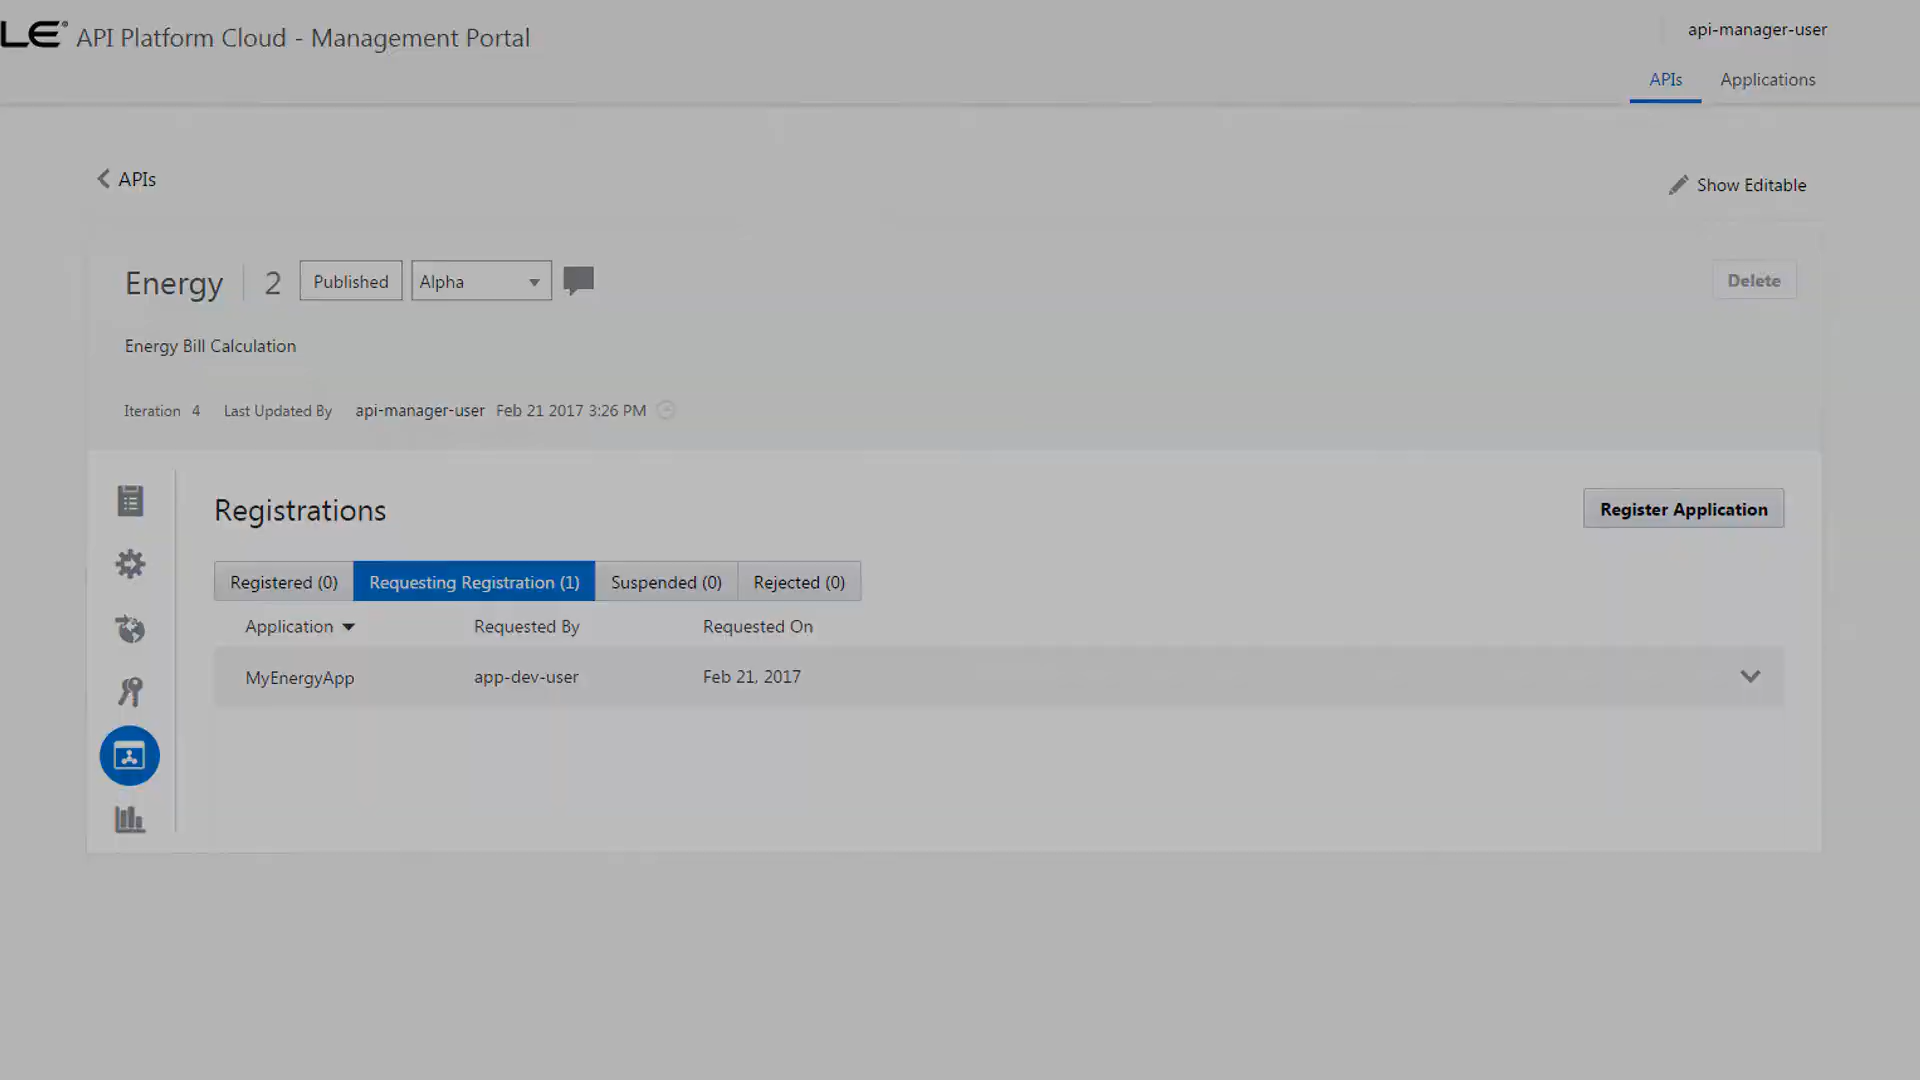 LE® API Platform Cloud - Management Portal
api-manager-user
APIs Applications
APIs
Show Editable
Energy 2 Published Alpha
Delete
Energy Bill Calculation
Iteration 4 Last Updated By api-manager-user Feb 21 2017 3:26 PM
Registrations
Register Application
Registered (0) Requesting Registration (1) Suspended (0) Rejected (0)
Application Requested By Requested On
MyEnergyApp app-dev-user Feb 21, 2017